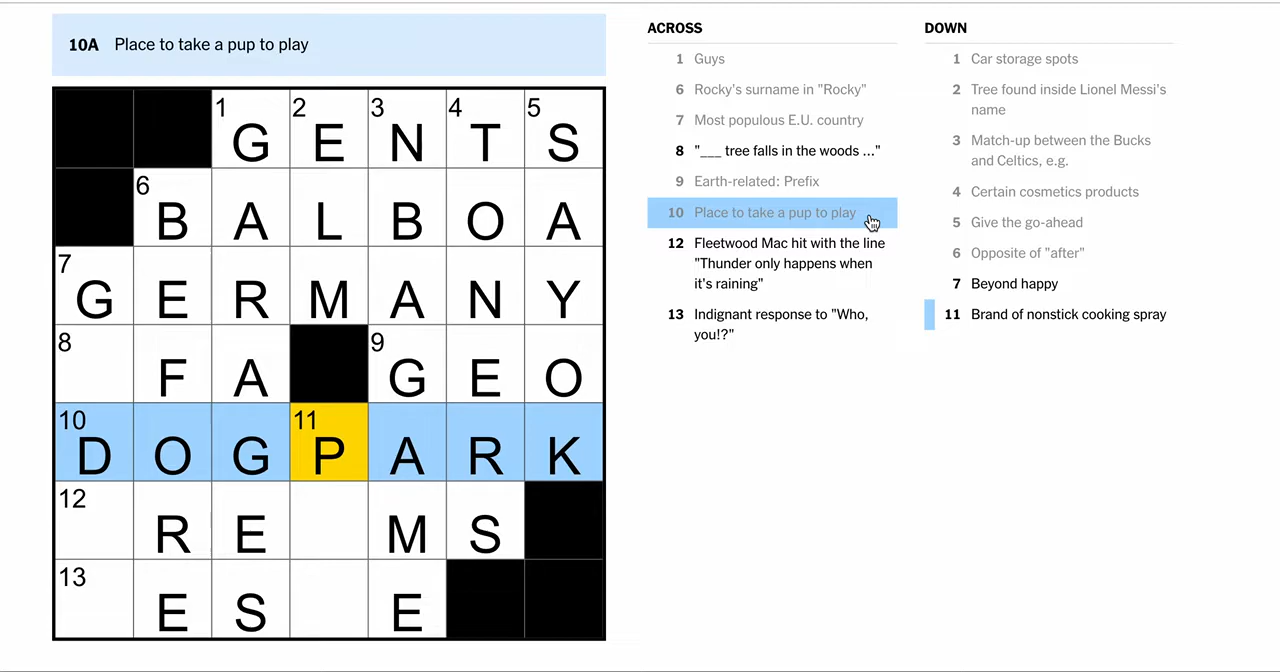 10A Place to take a pup to play
1 2 3 4 5
G E N T S
6
B A L B O A
7
G E R M A N Y
8 9
F A G E O
10 11
D O G P A R K
12
R E M S
13
E S E
ACROSS
1 Guys
6 Rocky's surname in "Rocky"
7 Most populous E.U. country
8 "___ tree falls in the woods ..."
9 Earth-related: Prefix
10 Place to take a pup to play
12 Fleetwood Mac hit with the line
"Thunder only happens when
it's raining"
13 Indignant response to "Who,
you!?"
DOWN
1 Car storage spots
2 Tree found inside Lionel Messi's
name
3 Match-up between the Bucks
and Celtics, e.g.
4 Certain cosmetics products
5 Give the go-ahead
6 Opposite of "after"
7 Beyond happy
11 Brand of nonstick cooking spray